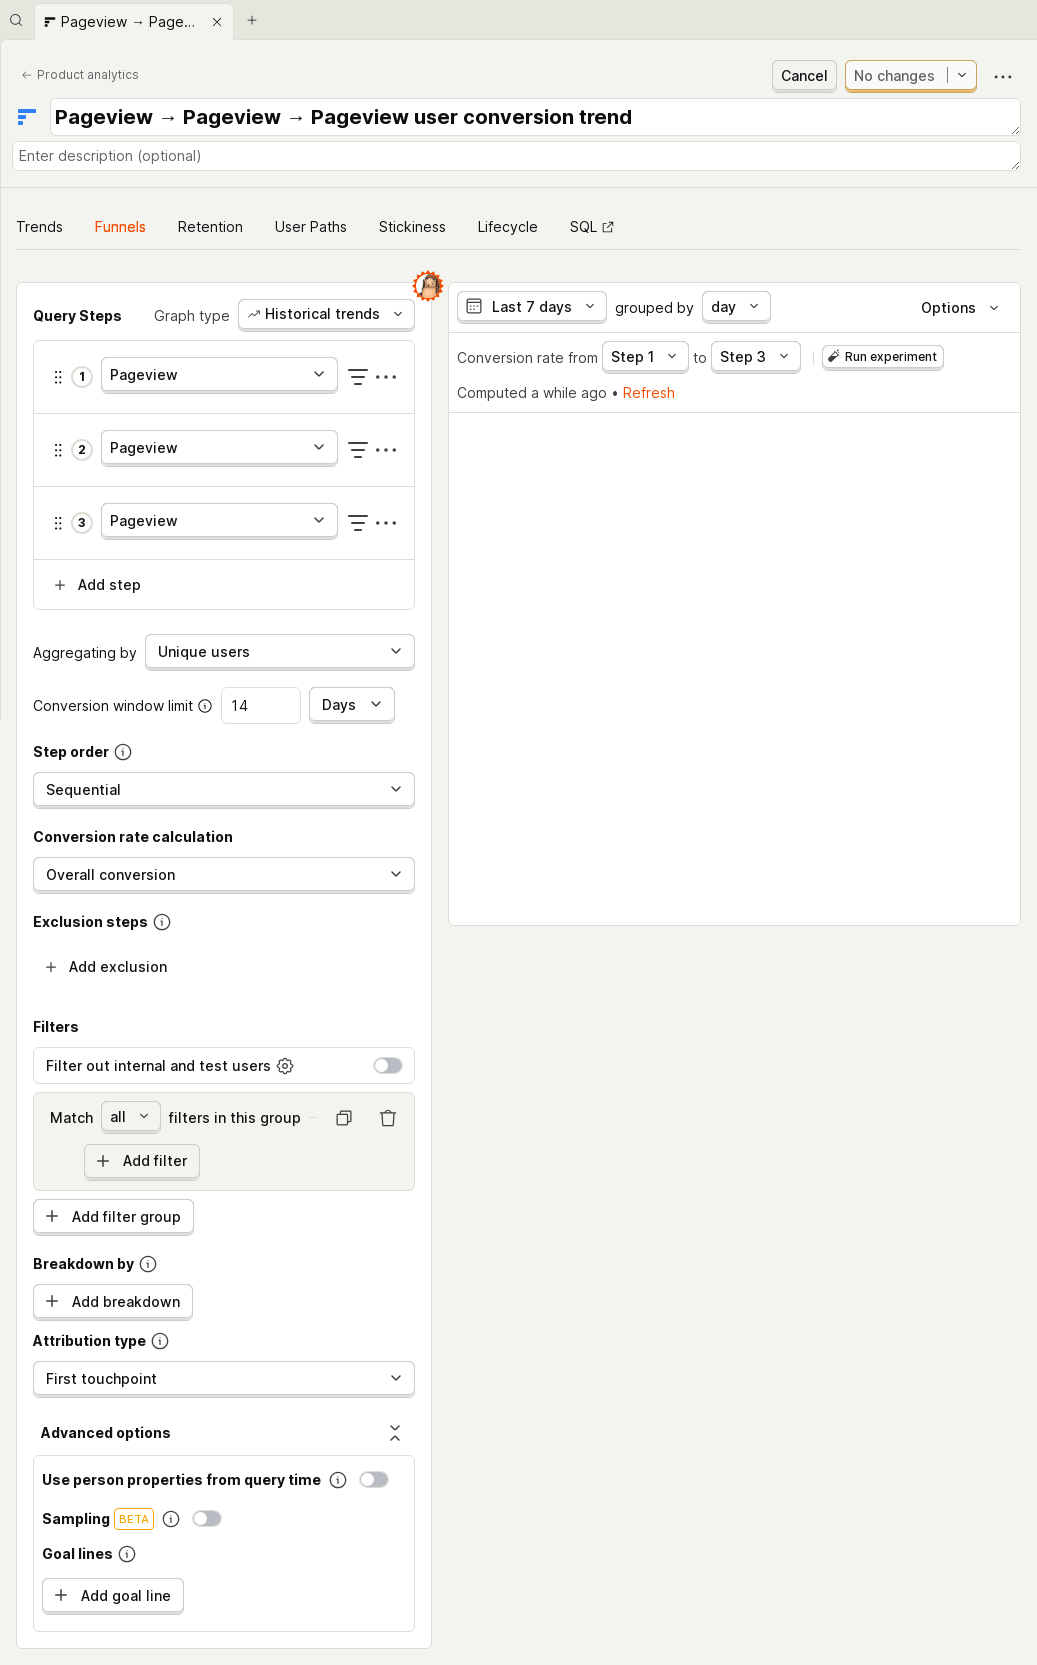 Pageview → Page...
← Product analytics
Cancel
No changes
Pageview → Pageview → Pageview user conversion trend
Enter description (optional)
Trends
Funnels
Retention
User Paths
Stickiness
Lifecycle
SQL
Query Steps
Graph type
Historical trends
1
Pageview
2
Pageview
3
Pageview
+ Add step
Aggregating by
Unique users
Conversion window limit
14
Days
Step order
Sequential
Conversion rate calculation
Overall conversion
Exclusion steps
+ Add exclusion
Filters
Filter out internal and test users
Match
all
filters in this group
+ Add filter
+ Add filter group
Breakdown by
+ Add breakdown
Attribution type
First touchpoint
Advanced options
Use person properties from query time
Sampling BETA
Goal lines
+ Add goal line
Last 7 days
grouped by
day
Options
Conversion rate from
Step 1
to
Step 3
Run experiment
Computed a while ago • Refresh